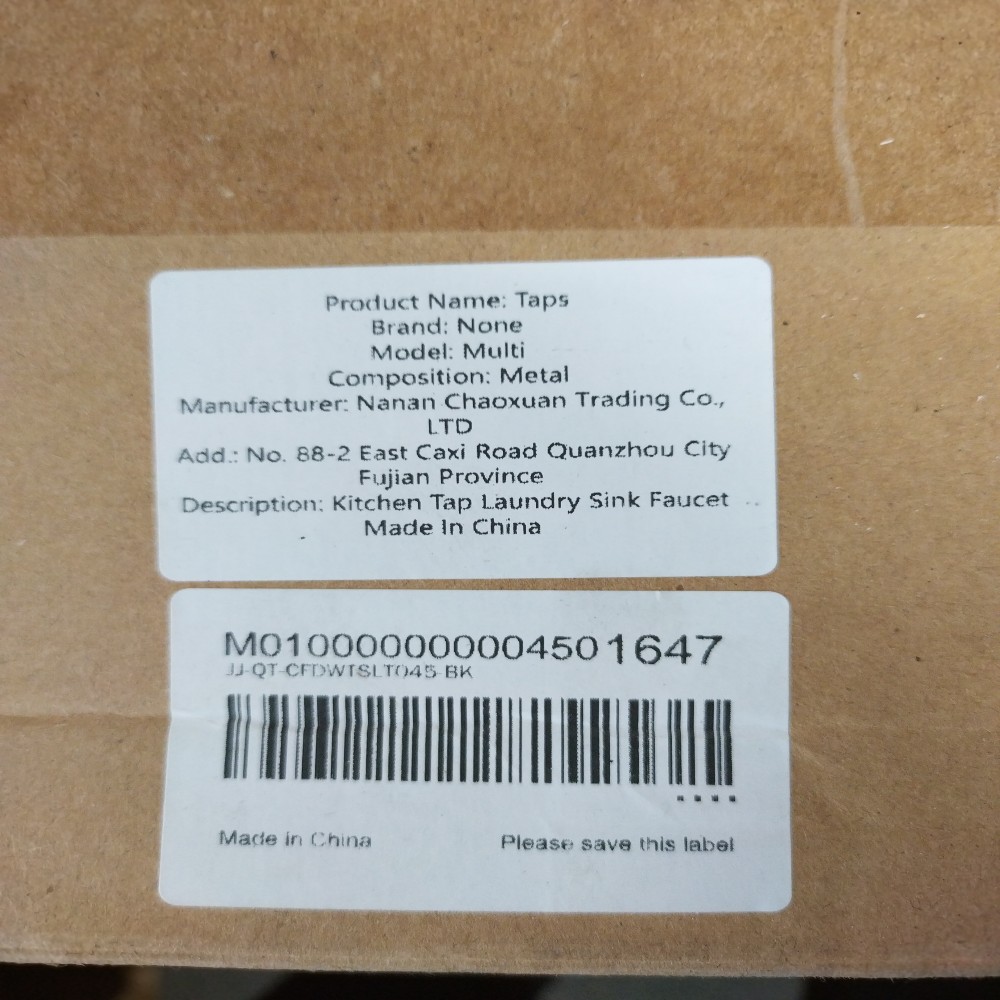 Product Name: Taps
Brand: None
Model: Multi
Composition: Metal
Manufacturer: Nanan Chaoxuan Trading Co.,
LTD
Add.: No. 88-2 East Caxi Road Quanzhou City
Fujian Province
Description: Kitchen Tap Laundry Sink Faucet
Made In China
M0100000000004501647
JJ-QT-CFDWTSLT045-BK
Made in China
Please save this label